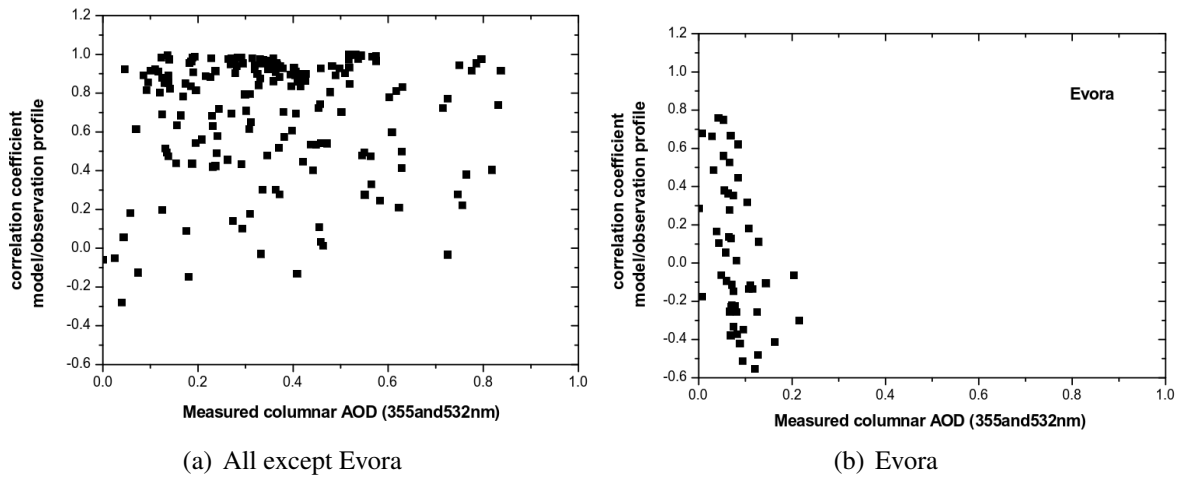 1.2
1.0
0.8
0.6
0.4
0.2
0.0
-0.2
-0.4
-0.6
0.0 0.2 0.4 0.6 0.8 1.0
correlation coefficient
model/observation profile
Measured columnar AOD (355and532nm)
(a) All except Evora
1.2
1.0
0.8
0.6
0.4
0.2
0.0
-0.2
-0.4
-0.6
0.0 0.2 0.4 0.6 0.8 1.0
correlation coefficient
model/observation profile
Evora
Measured columnar AOD (355and532nm)
(b) Evora